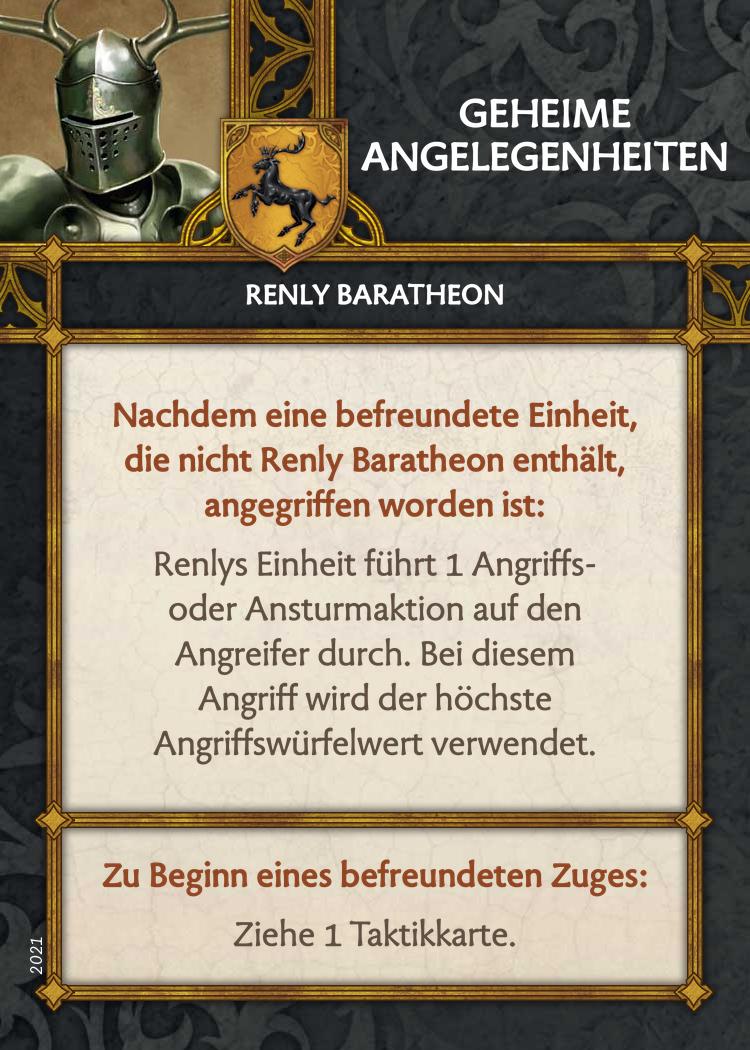 GEHEIME
ANGELEGENHEITEN
RENLY BARATHEON
Nachdem eine befreundete Einheit,
die nicht Renly Baratheon enthält,
angegriffen worden ist:
Renlys Einheit führt 1 Angriffs-
oder Ansturmaktion auf den
Angreifer durch. Bei diesem
Angriff wird der höchste
Angriffswürfelwert verwendet.
Zu Beginn eines befreundeten Zuges:
Ziehe 1 Taktikkarte.
2021